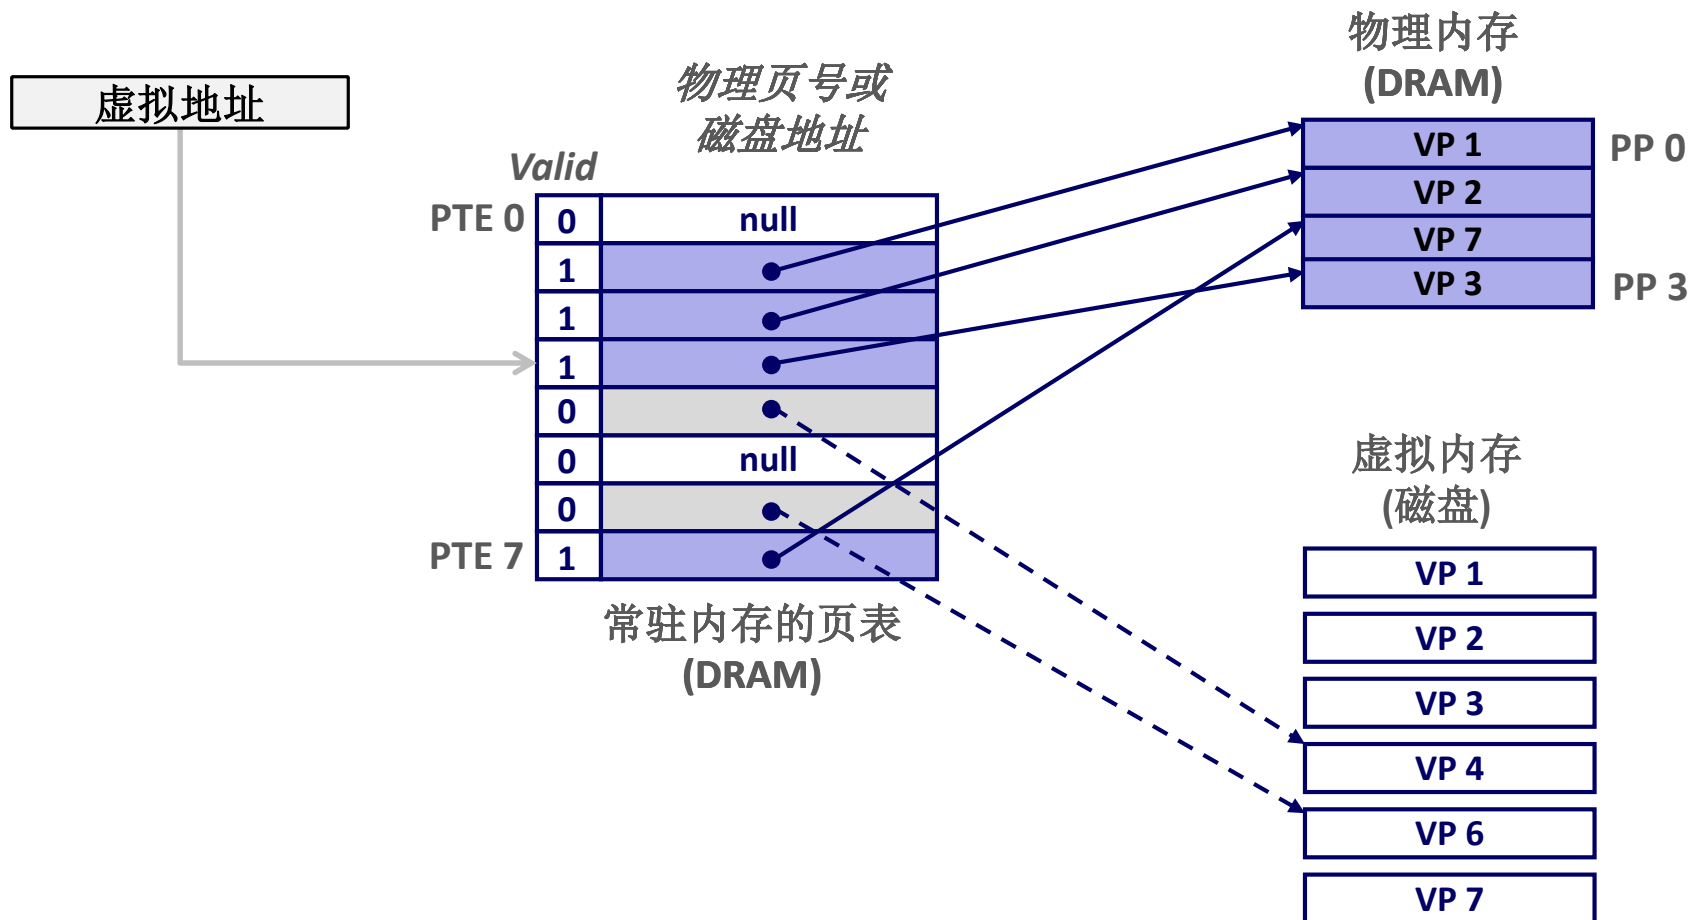 虚拟地址
物理页号或
磁盘地址
Valid
PTE 0
0
null
1
1
1
0
0
null
0
PTE 7
1
常驻内存的页表
(DRAM)
物理内存
(DRAM)
VP 1
PP 0
VP 2
VP 7
VP 3
PP 3
虚拟内存
(磁盘)
VP 1
VP 2
VP 3
VP 4
VP 6
VP 7